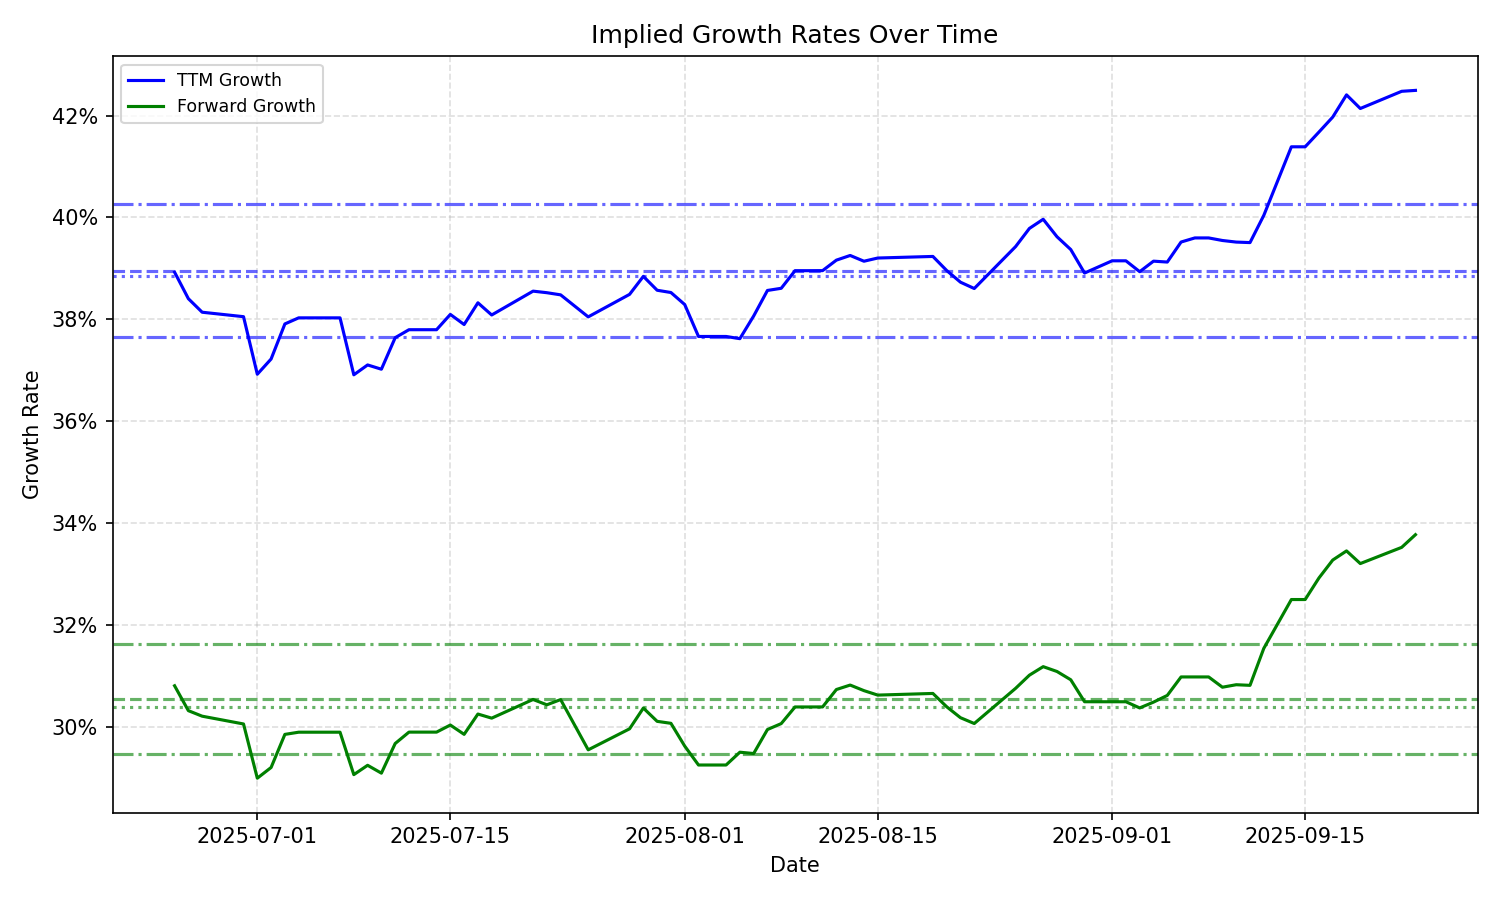 Implied Growth Rates Over Time
TTM Growth
Forward Growth
42%
40%
38%
36%
34%
32%
30%
Growth Rate
2025-07-01
2025-07-15
2025-08-01
2025-08-15
2025-09-01
2025-09-15
Date